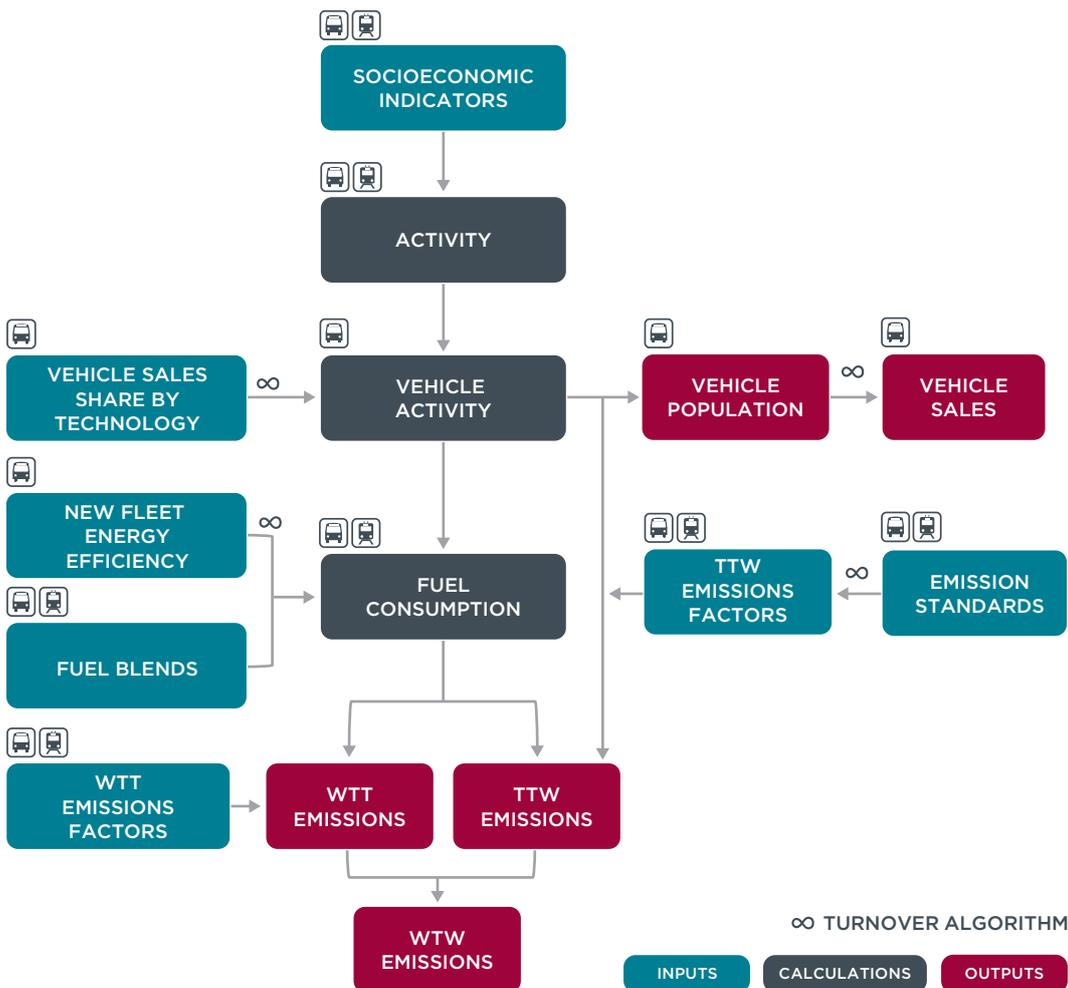 SOCIOECONOMIC
INDICATORS
ACTIVITY
VEHICLE SALES
SHARE BY
TECHNOLOGY
∞
VEHICLE
ACTIVITY
VEHICLE
POPULATION
∞
VEHICLE
SALES
NEW FLEET
ENERGY
EFFICIENCY
∞
FUEL BLENDS
FUEL
CONSUMPTION
TTW
EMISSIONS
FACTORS
∞
EMISSION
STANDARDS
WTT
EMISSIONS
FACTORS
WTT
EMISSIONS
TTW
EMISSIONS
WTW
EMISSIONS
∞ TURNOVER ALGORITHM
INPUTS
CALCULATIONS
OUTPUTS